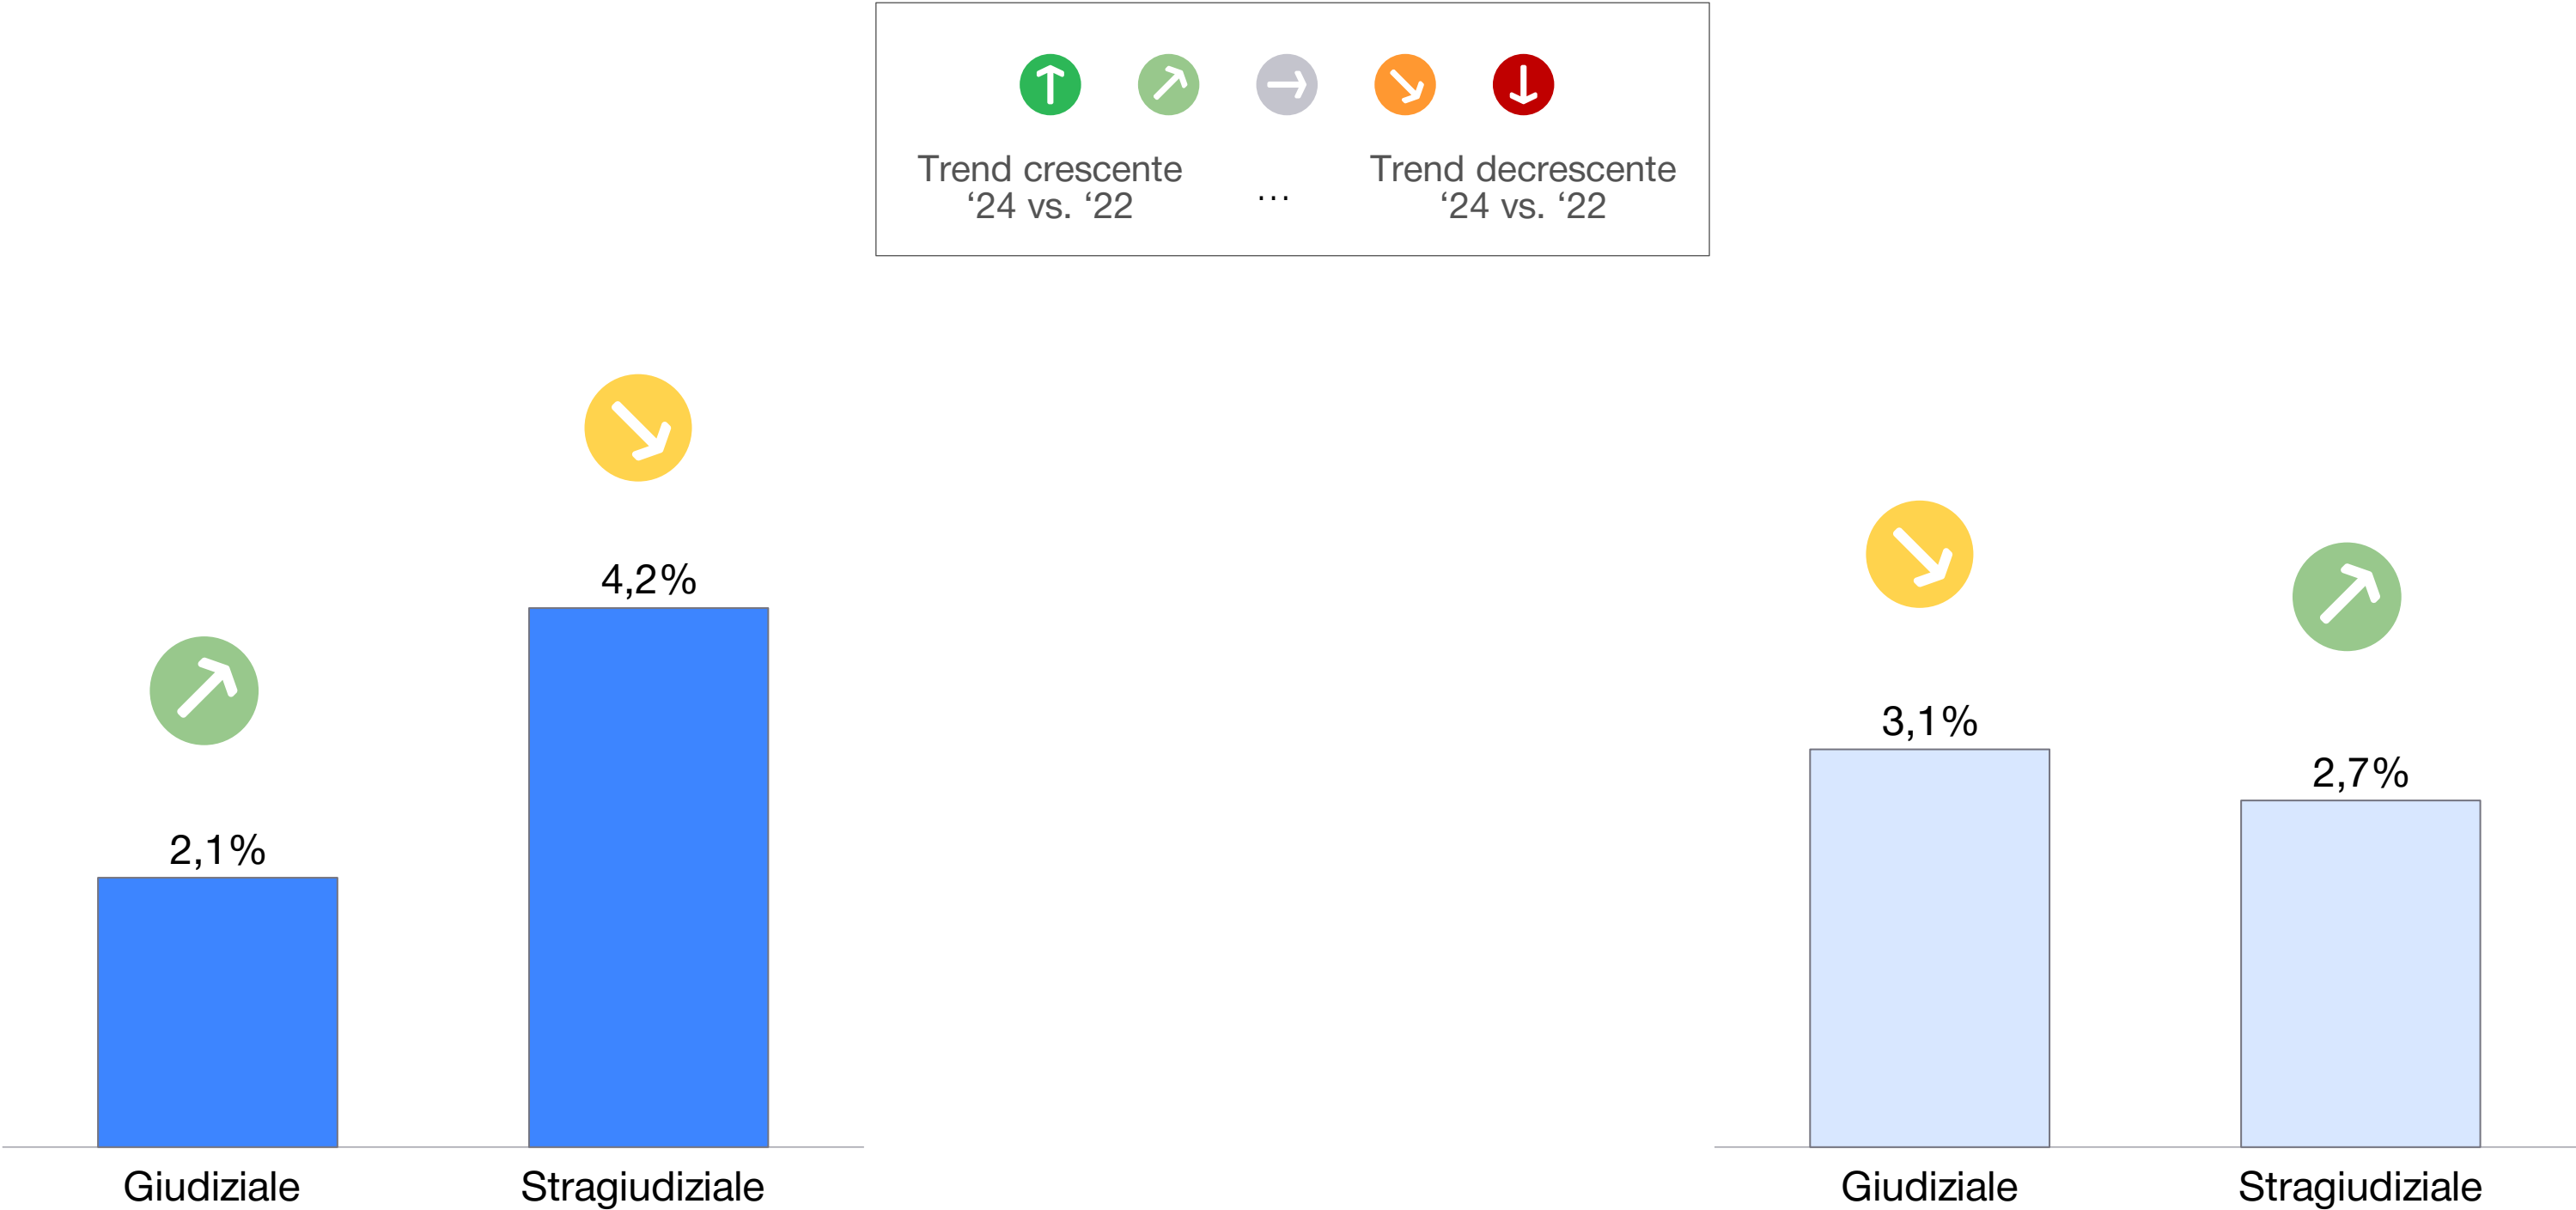 Trend crescente
‘24 vs. ‘22
...
Trend decrescente
‘24 vs. ‘22
4,2%
2,1%
Giudiziale
Stragiudiziale
3,1%
2,7%
Giudiziale
Stragiudiziale